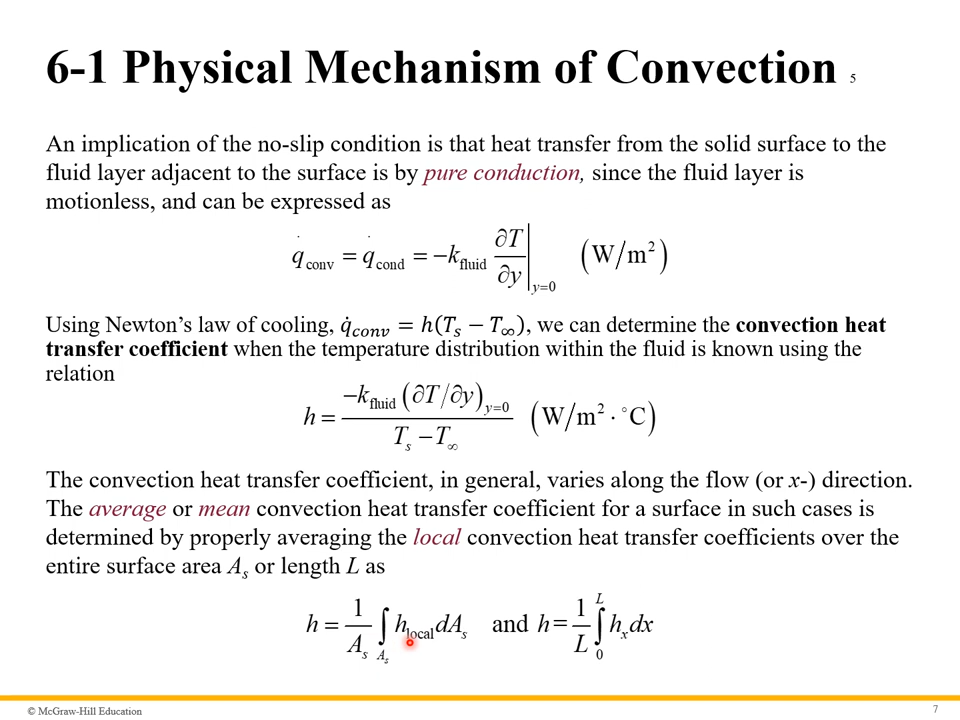 6-1 Physical Mechanism of Convection 5
An implication of the no-slip condition is that heat transfer from the solid surface to the
fluid layer adjacent to the surface is by pure conduction, since the fluid layer is
motionless, and can be expressed as
q̇conv = q̇cond = −kfluid ∂T/∂y |y=0 (W/m²)
Using Newton’s law of cooling, q̇conv = h(Ts − T∞), we can determine the convection heat
transfer coefficient when the temperature distribution within the fluid is known using the
relation
h = −kfluid (∂T/∂y)y=0 / (Ts − T∞) (W/m² · °C)
The convection heat transfer coefficient, in general, varies along the flow (or x-) direction.
The average or mean convection heat transfer coefficient for a surface in such cases is
determined by properly averaging the local convection heat transfer coefficients over the
entire surface area As or length L as
h = 1/As ∫As hlocal dAs and h = 1/L ∫0L hx dx
© McGraw-Hill Education 7